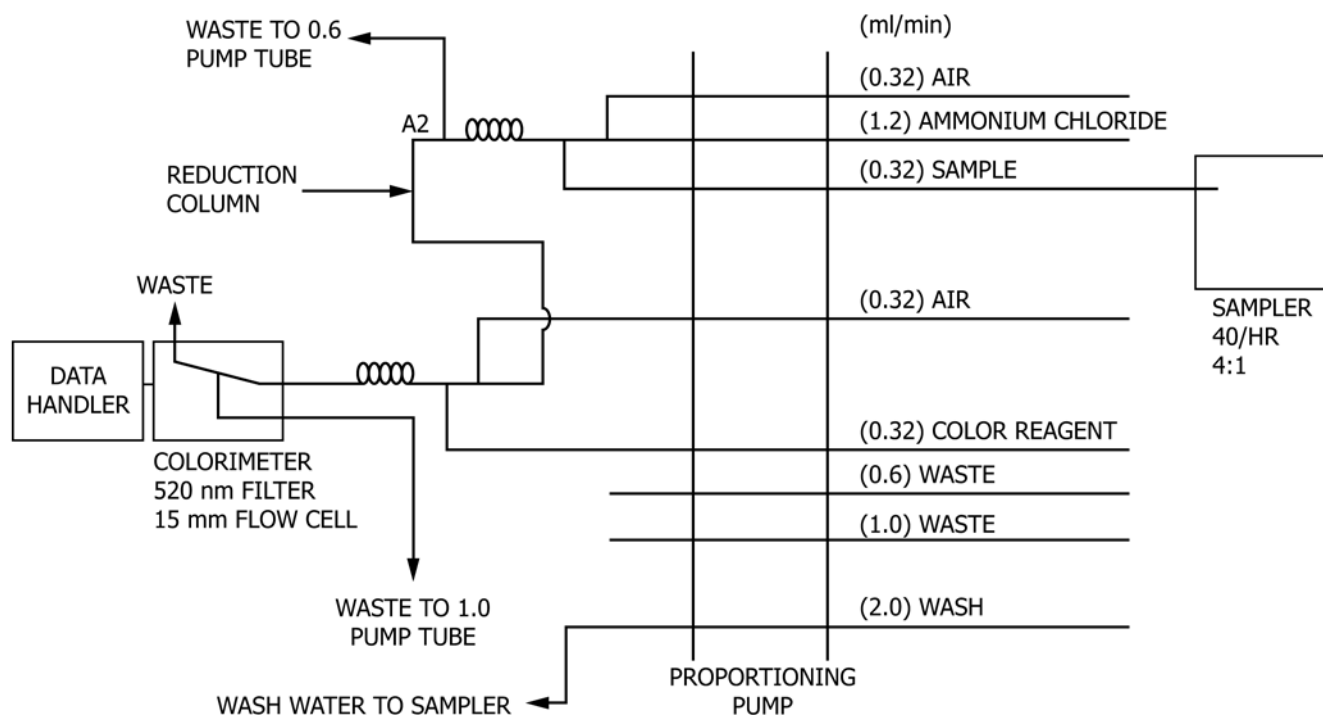 WASTE TO 0.6
PUMP TUBE
(ml/min)
(0.32) AIR
A2
(1.2) AMMONIUM CHLORIDE
REDUCTION
COLUMN
(0.32) SAMPLE
WASTE
(0.32) AIR
SAMPLER
40/HR
4:1
DATA
HANDLER
(0.32) COLOR REAGENT
COLORIMETER
520 nm FILTER
15 mm FLOW CELL
(0.6) WASTE
(1.0) WASTE
WASTE TO 1.0
PUMP TUBE
(2.0) WASH
PROPORTIONING
PUMP
WASH WATER TO SAMPLER